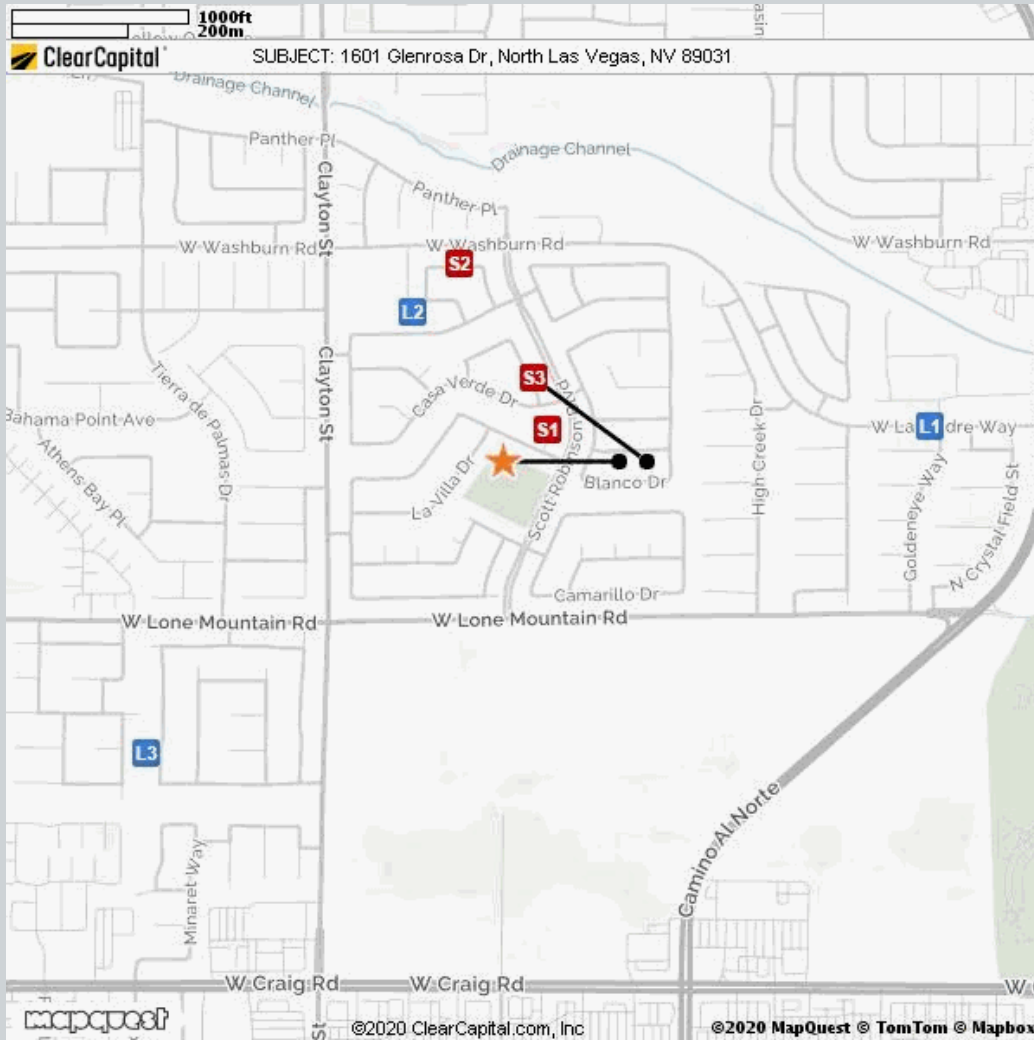 1000ft
200m
ClearCapital
SUBJECT: 1601 Glenrosa Dr, North Las Vegas, NV 89031
Drainage Channel
Panther Pl
Drainage Channel
Clayton St
Panther Pl
W Washburn Rd
W Washburn Rd
W Washburn Rd
S2
L2
Clayton St
Tierra de Palmas Dr
S3
Casa Verde Dr
Bahama Point Ave
High Creek Dr
S1
L1
Athens Bay Pl
La Villa Dr
Scott Robinson
Blanco Dr
Goldeneye Way
N Crystal Field St
Camarillo Dr
W Lone Mountain Rd
W Lone Mountain Rd
L3
Camino Al Norte
Minaret Way
W Craig Rd
W Craig Rd
mapquest
St
©2020 ClearCapital.com, Inc
©2020 MapQuest © TomTom © Mapbox